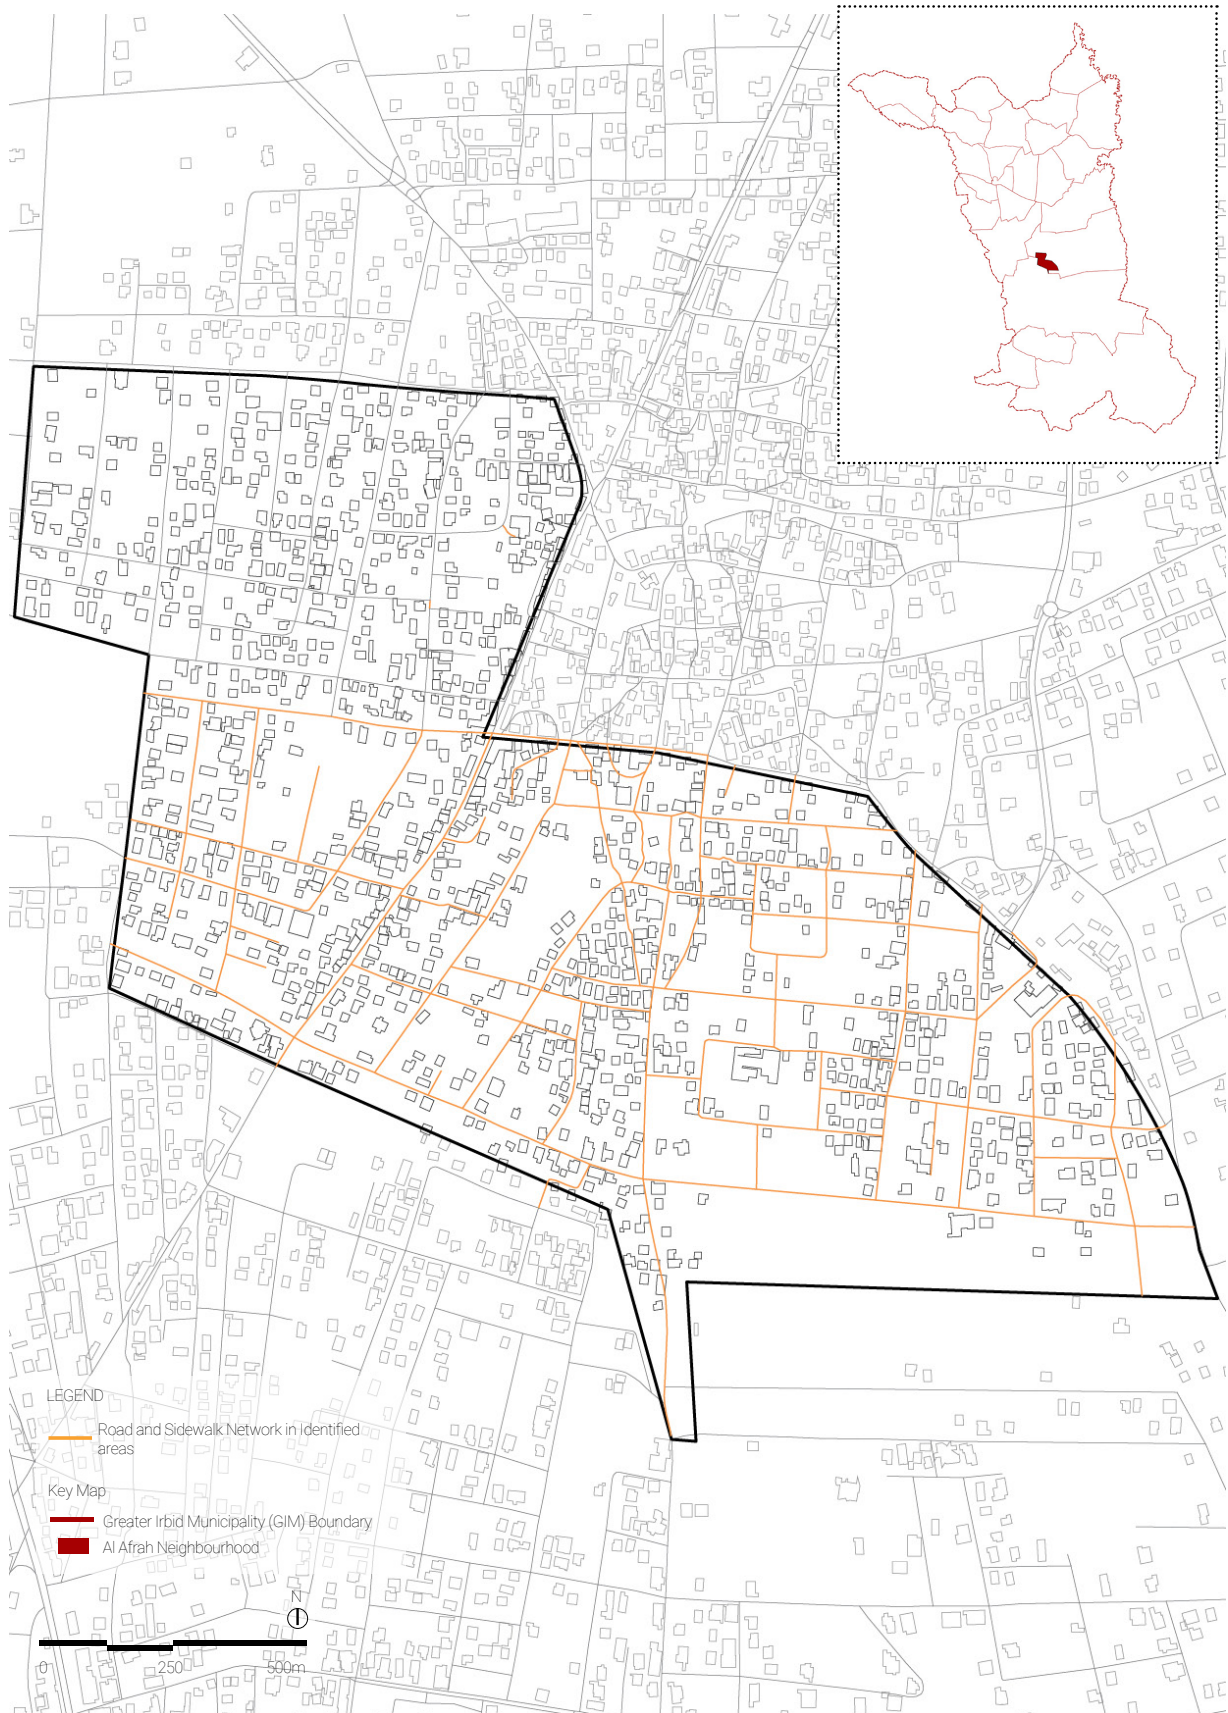 LEGEND
Road and Sidewalk Network in Identified
areas
Key Map
Greater Irbid Municipality (GIM) Boundary
Al Afrah Neighbourhood
N
0 250 500m